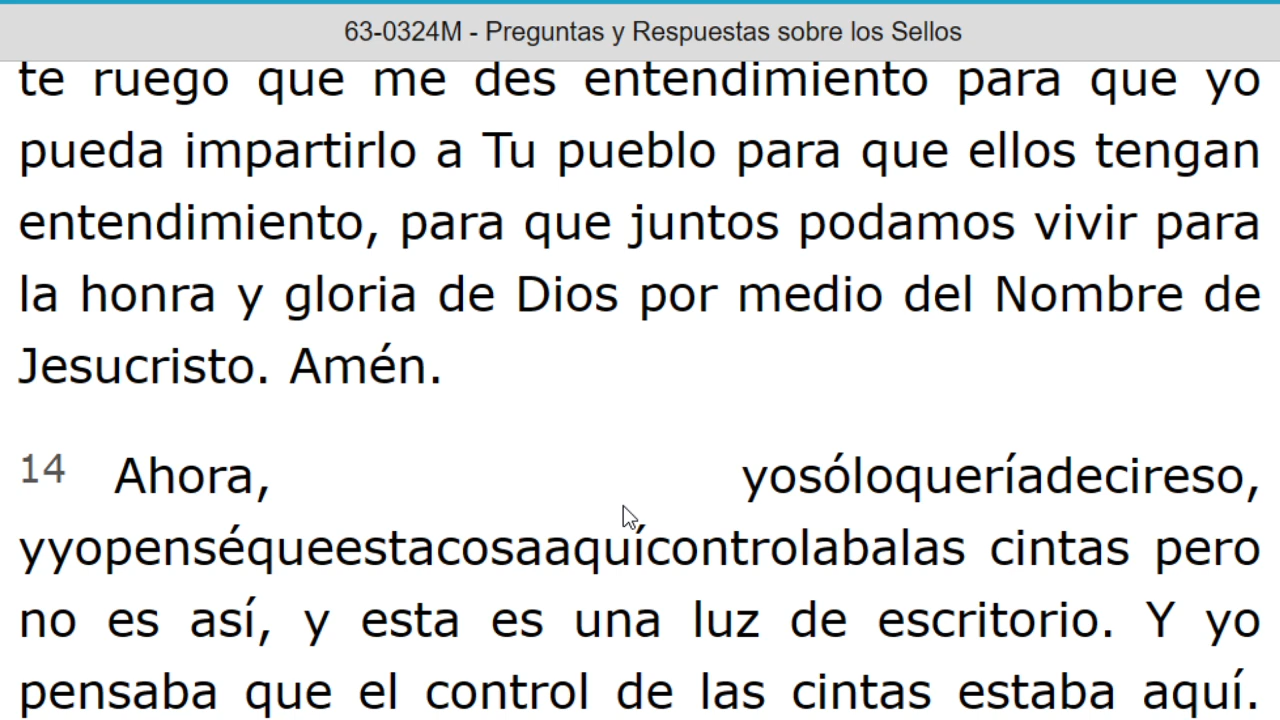 63-0324M - Preguntas y Respuestas sobre los Sellos
te ruego que me des entendimiento para que yo
pueda impartirlo a Tu pueblo para que ellos tengan
entendimiento, para que juntos podamos vivir para
la honra y gloria de Dios por medio del Nombre de
Jesucristo. Amén.
14 Ahora, yosóloqueríadecireso,
yyopenséqueestacosaaquícontrolabalas cintas pero
no es así, y esta es una luz de escritorio. Y yo
pensaba que el control de las cintas estaba aquí.